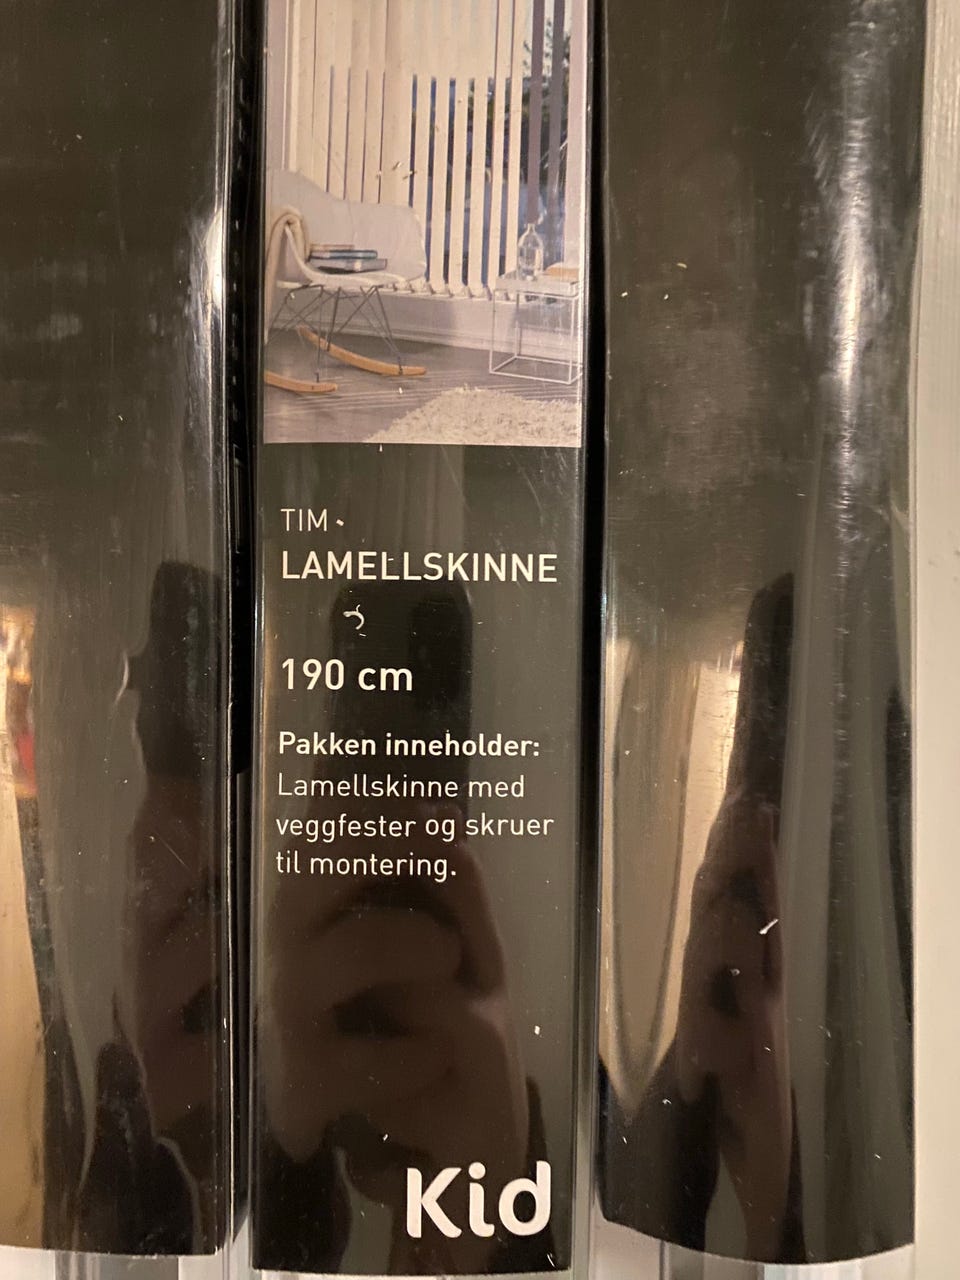 TIM
LAMELLSKINNE
190 cm
Pakken inneholder:
Lamellskinne med
veggfester og skruer
til montering.
Kid